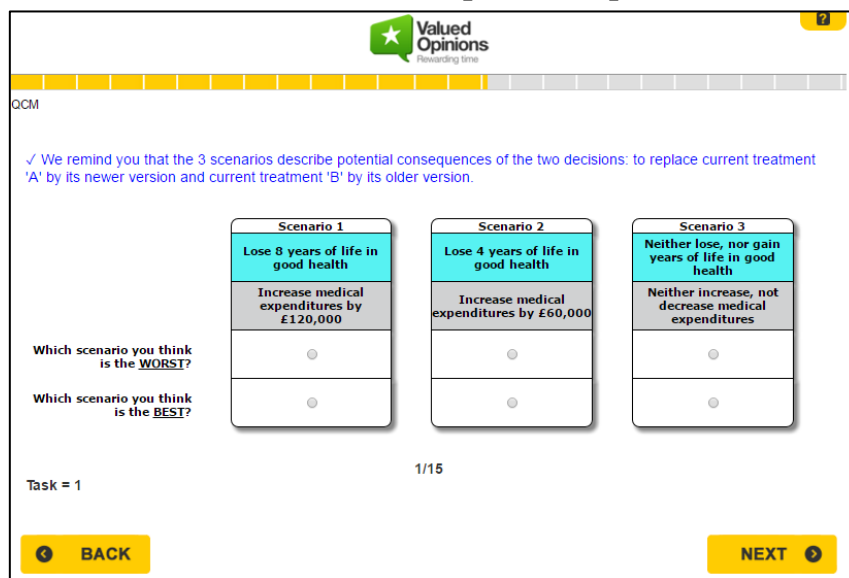 Valued
Opinions
Rewarding time
?
QCM
✓ We remind you that the 3 scenarios describe potential consequences of the two decisions: to replace current treatment
'A' by its newer version and current treatment 'B' by its older version.
Scenario 1
Lose 8 years of life in
good health
Increase medical
expenditures by
£120,000
Scenario 2
Lose 4 years of life in
good health
Increase medical
expenditures by £60,000
Scenario 3
Neither lose, nor gain
years of life in good
health
Neither increase, not
decrease medical
expenditures
Which scenario you think
is the WORST?
Which scenario you think
is the BEST?
1/15
Task = 1
BACK
NEXT